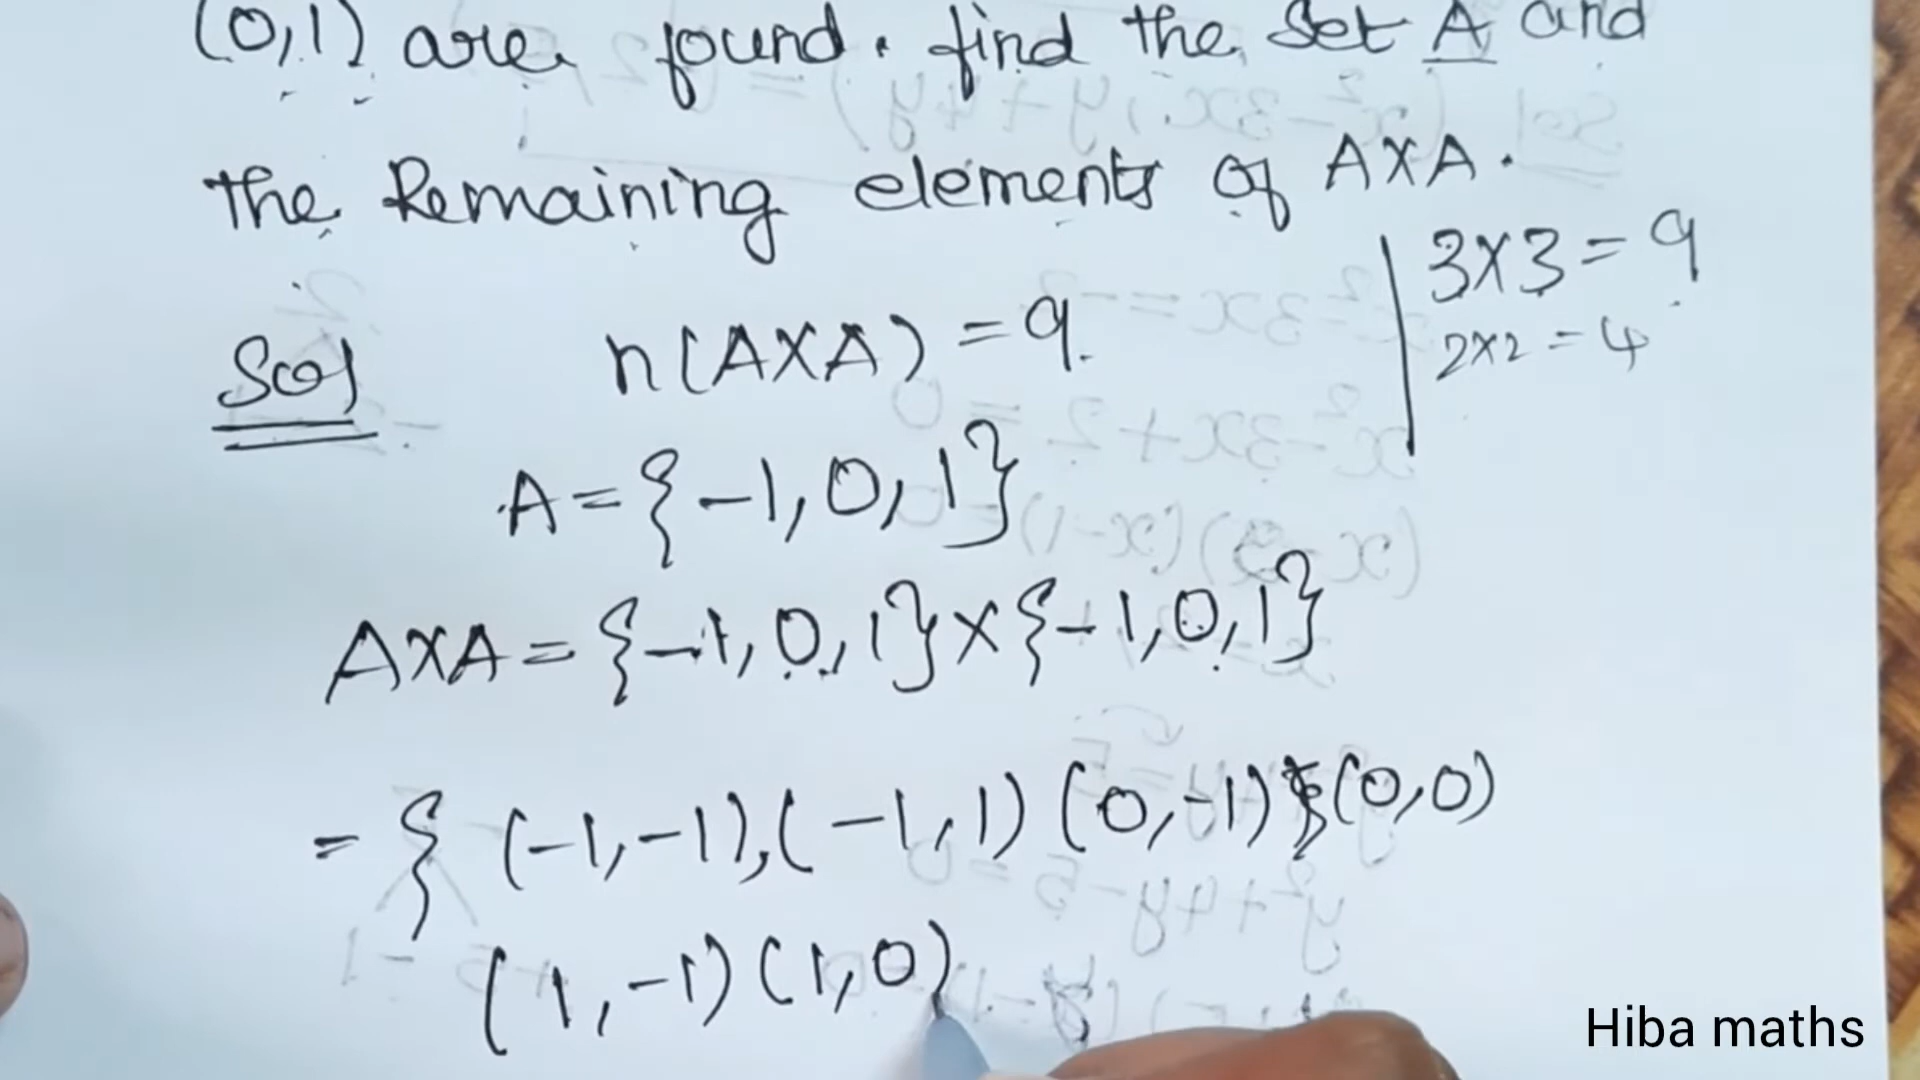 (0,1) are found. find the set A and
the Remaining elements of A×A.
3×3=9
2×2=4
Sol
n(A×A)=9.
A={-1,0,1}
A×A={-1,0,1}×{-1,0,1}
={ (-1,-1),(-1,1) (0,-1) (0,0)
(1,-1) (1,0)
Hiba maths